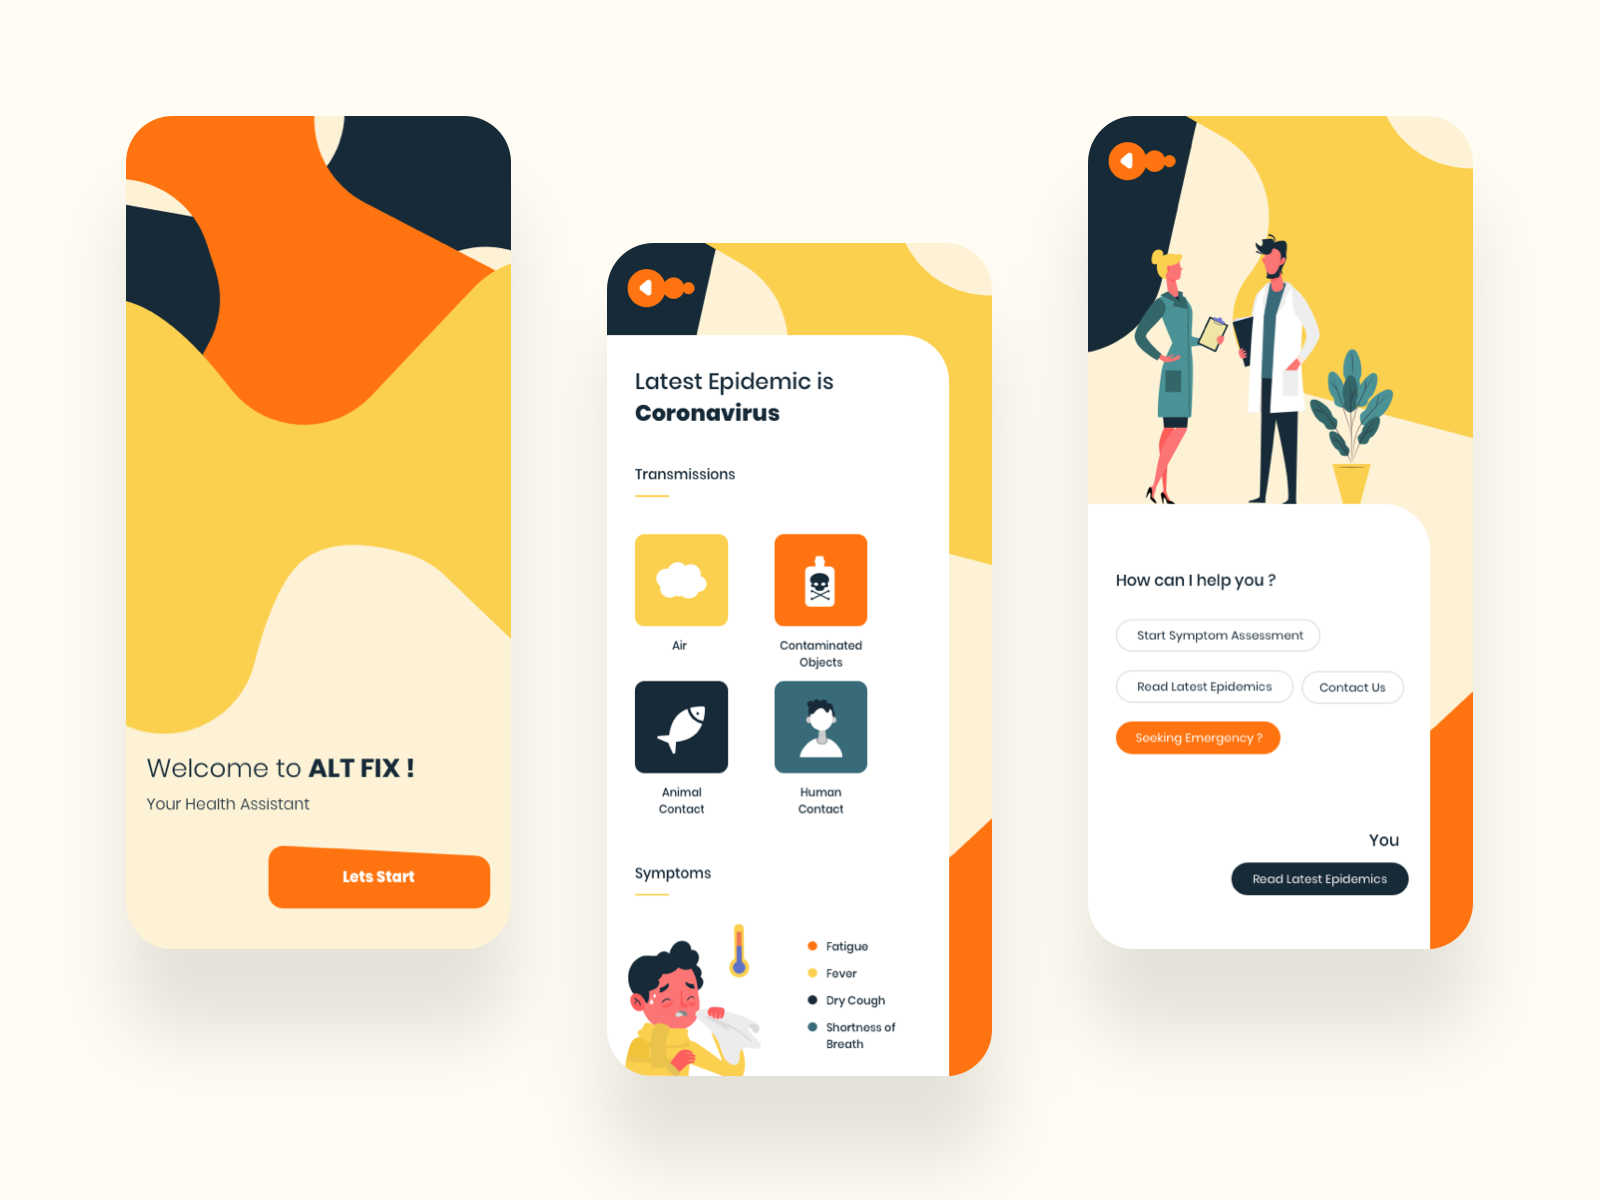 Welcome to ALT FIX !
Your Health Assistant
Lets Start
Latest Epidemic is
Coronavirus
Transmissions
Air
Contaminated
Objects
Animal
Contact
Human
Contact
Symptoms
Fatigue
Fever
Dry Cough
Shortness of
Breath
How can I help you ?
Start Symptom Assessment
Read Latest Epidemics
Contact Us
Seeking Emergency ?
You
Read Latest Epidemics